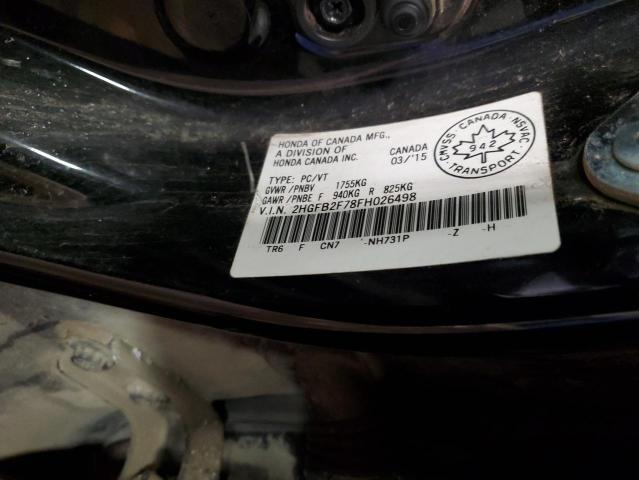 HONDA OF CANADA MFG.,
A DIVISION OF
HONDA CANADA INC.
CANADA
03/'15
TYPE: PC/VT
GVWR /PNBV 1755KG
GAWR /PNBE F 940KG R 825KG
V.I.N. 2HGFB2F78FH026498
TR6 F CN7 -NH731P -Z -H
CMVSS - CANADA - NSVAC
942
TRANSPORT